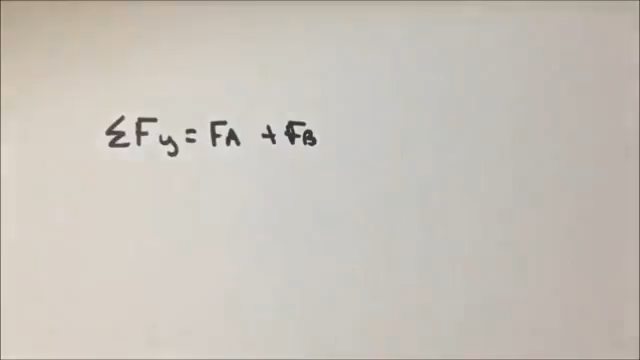 ΣFy = FA + FB